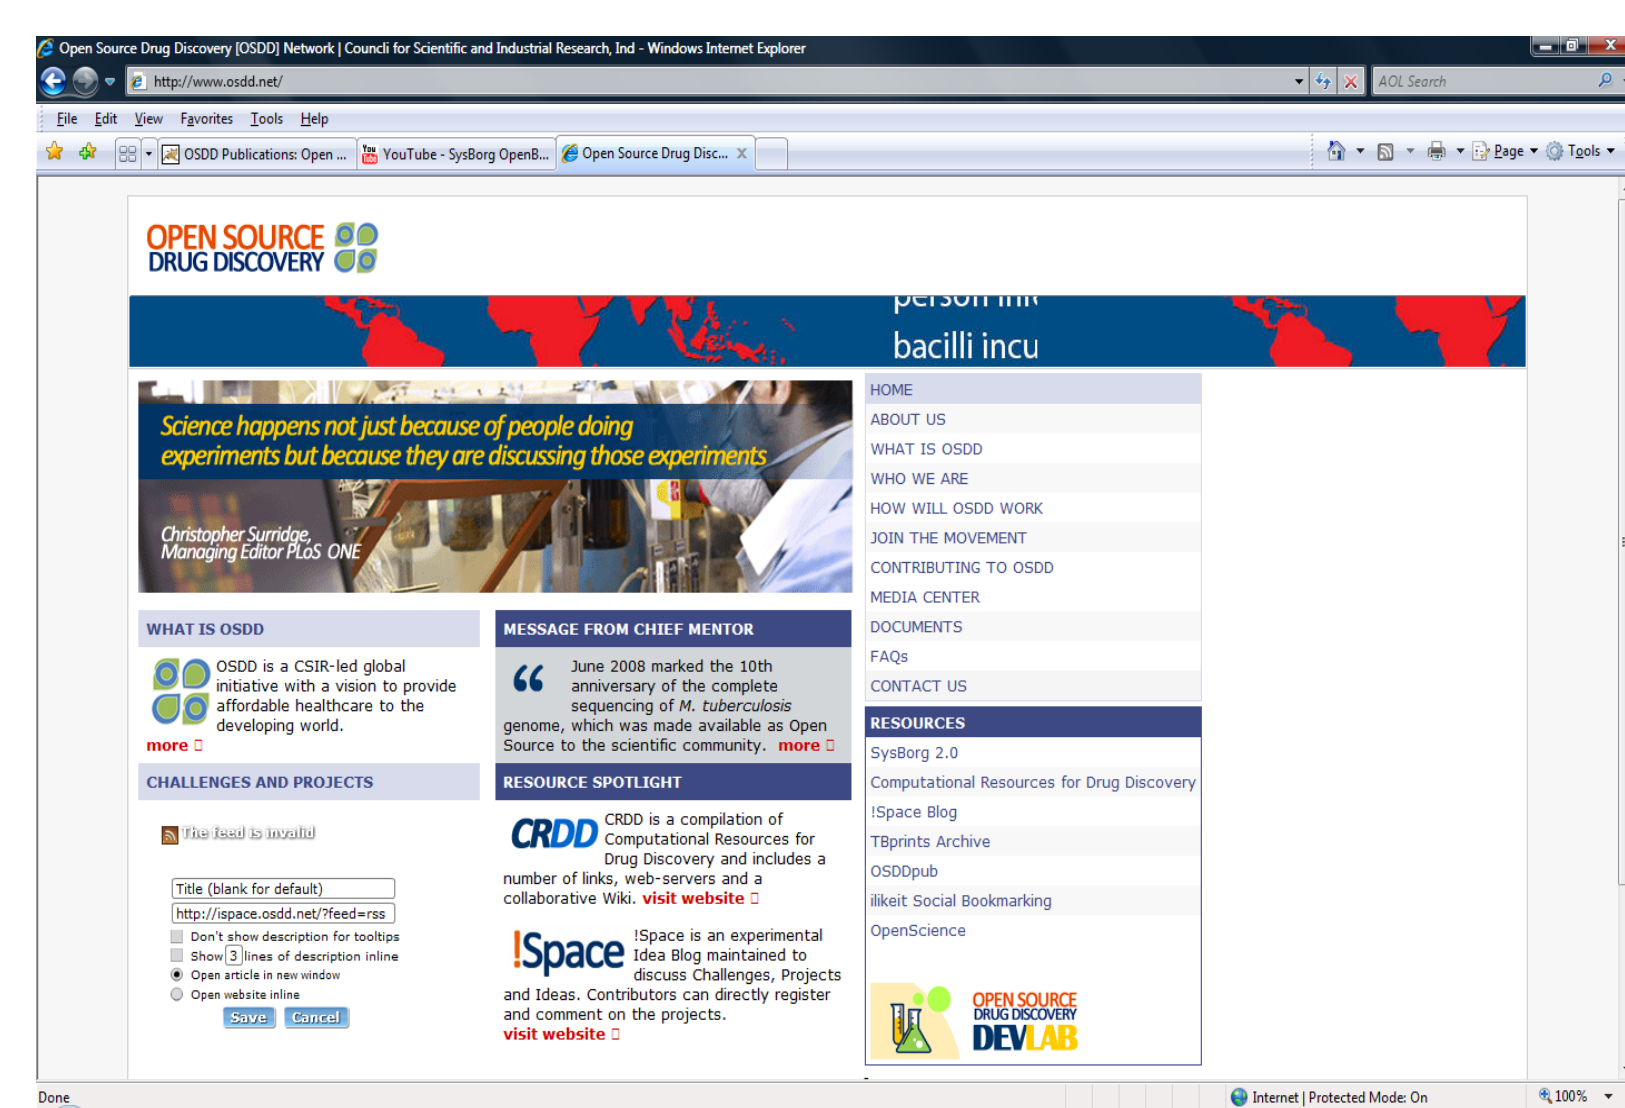 Open Source Drug Discovery [OSDD] Network | Councli for Scientific and Industrial Research, Ind - Windows Internet Explorer
http://www.osdd.net/
AOL Search
File Edit View Favorites Tools Help
OSDD Publications: Open ...
YouTube - SysBorg OpenB...
Open Source Drug Disc... X
Page
Tools
OPEN SOURCE
DRUG DISCOVERY
bacilli incu
Science happens not just because of people doing
experiments but because they are discussing those experiments
Christopher Surridge,
Managing Editor PLoS ONE
WHAT IS OSDD
OSDD is a CSIR-led global
initiative with a vision to provide
affordable healthcare to the
developing world.
more
MESSAGE FROM CHIEF MENTOR
June 2008 marked the 10th
anniversary of the complete
sequencing of M. tuberculosis
genome, which was made available as Open
Source to the scientific community. more
CHALLENGES AND PROJECTS
The feed is invalid
Title (blank for default)
http://ispace.osdd.net/?feed=rss
Don't show description for tooltips
Show 3 lines of description inline
Open article in new window
Open website inline
Save Cancel
RESOURCE SPOTLIGHT
CRDD
CRDD is a compilation of
Computational Resources for
Drug Discovery and includes a
number of links, web-servers and a
collaborative Wiki. visit website
!Space
!Space is an experimental
Idea Blog maintained to
discuss Challenges, Projects
and Ideas. Contributors can directly register
and comment on the projects.
visit website
HOME
ABOUT US
WHAT IS OSDD
WHO WE ARE
HOW WILL OSDD WORK
JOIN THE MOVEMENT
CONTRIBUTING TO OSDD
MEDIA CENTER
DOCUMENTS
FAQs
CONTACT US
RESOURCES
SysBorg 2.0
Computational Resources for Drug Discovery
!Space Blog
TBprints Archive
OSDDpub
ilikeit Social Bookmarking
OpenScience
OPEN SOURCE
DRUG DISCOVERY
DEVLAB
Done
Internet | Protected Mode: On
100%